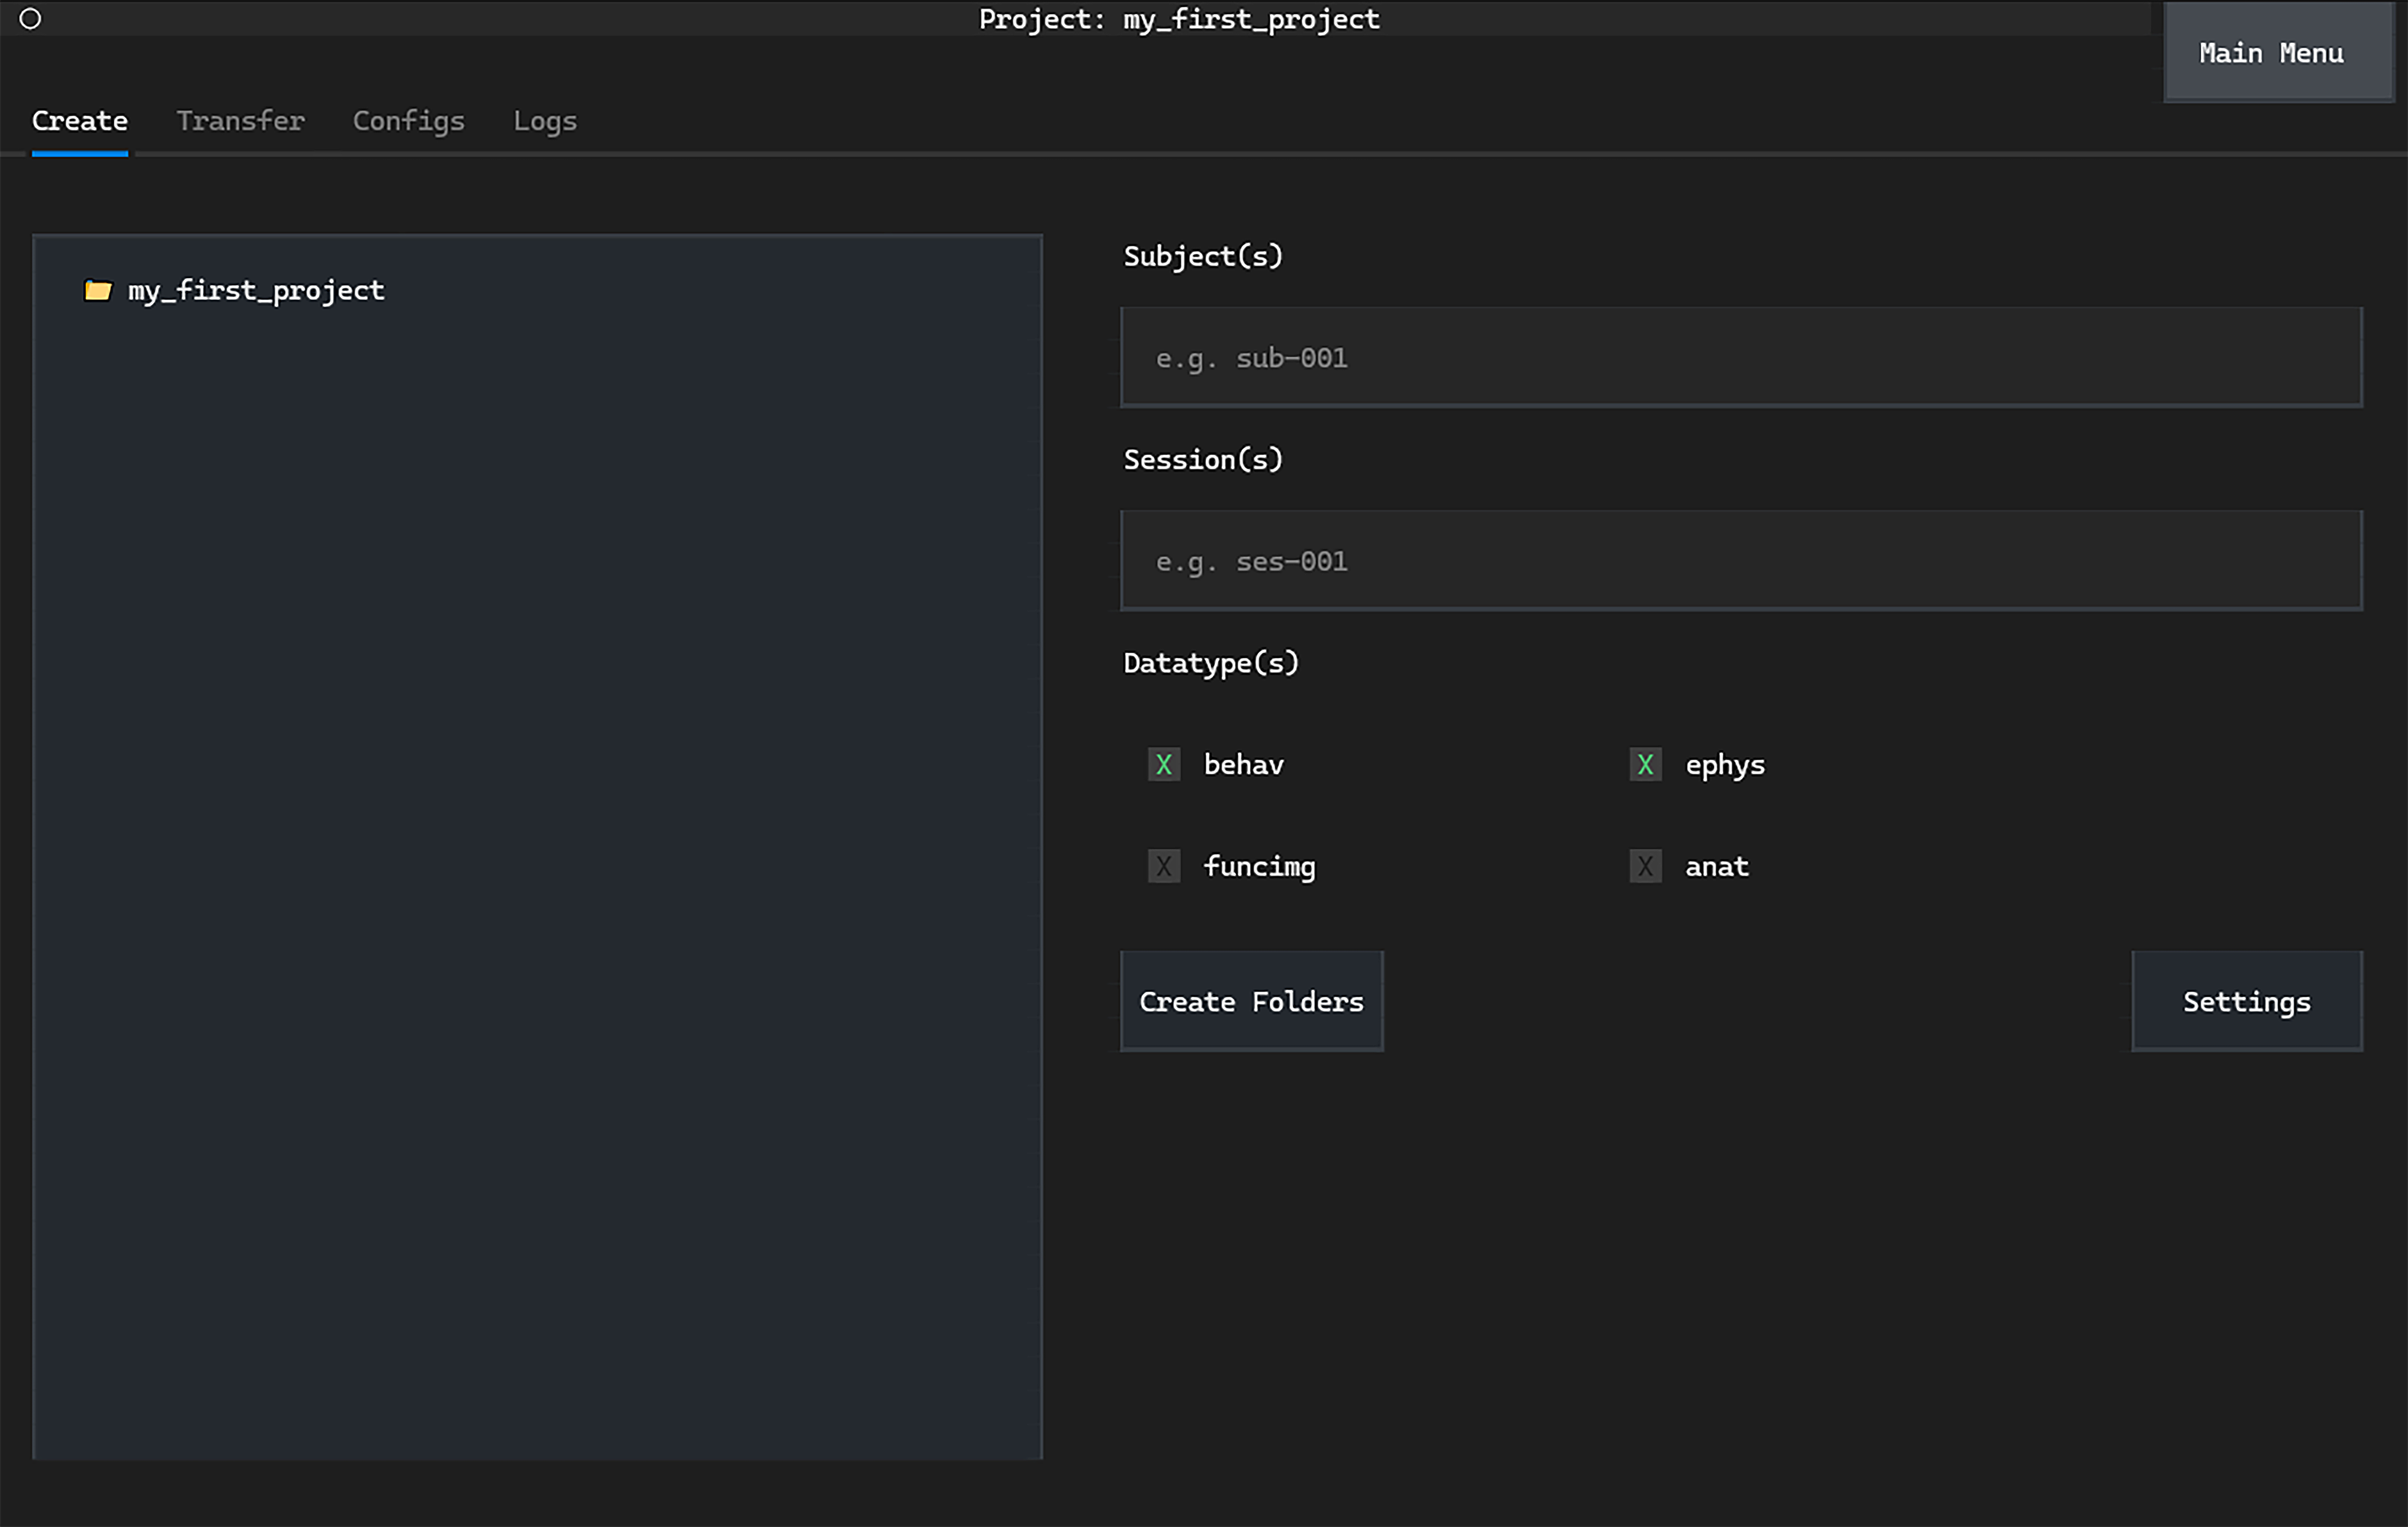 Project: my_first_project
Main Menu
Create Transfer Configs Logs
my_first_project
Subject(s)
e.g. sub-001
Session(s)
e.g. ses-001
Datatype(s)
X behav X ephys
X funcimg X anat
Create Folders Settings